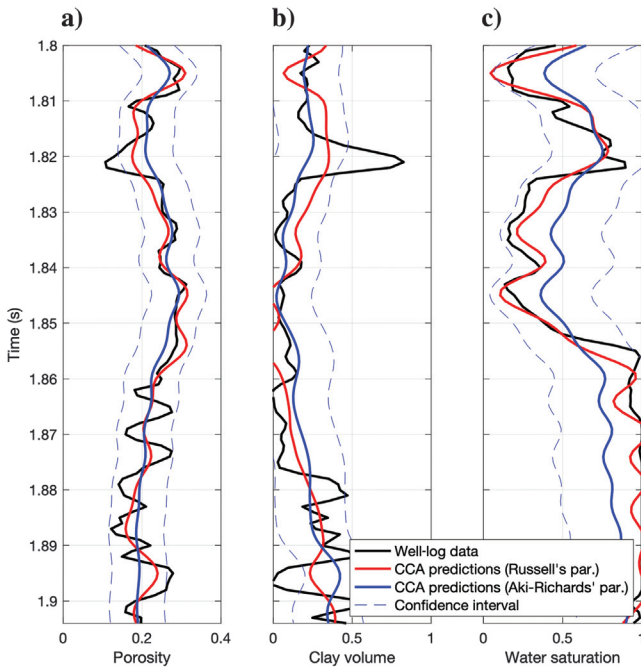 a) b) c)
1.8
1.81
1.82
1.83
1.84
1.85
1.86
1.87
1.88
1.89
1.9
Time (s)
Well-log data
CCA predictions (Russell's par.)
CCA predictions (Aki-Richards' par.)
Confidence interval
0 0.2 0.4 0 0.5 1 0 0.5 1
Porosity Clay volume Water saturation